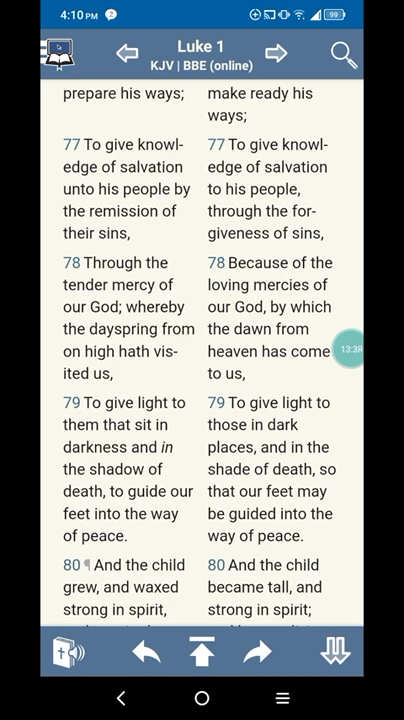 4:10 PM 2 99
Luke 1
KJV | BBE (online)
prepare his ways;
77 To give knowl-
edge of salvation
unto his people by
the remission of
their sins,
78 Through the
tender mercy of
our God; whereby
the dayspring from
on high hath vis-
ited us,
79 To give light to
them that sit in
darkness and in
the shadow of
death, to guide our
feet into the way
of peace.
80 ¶ And the child
grew, and waxed
strong in spirit,
make ready his
ways;
77 To give knowl-
edge of salvation
to his people,
through the for-
giveness of sins,
78 Because of the
loving mercies of
our God, by which
the dawn from
heaven has come
to us,
79 To give light to
those in dark
places, and in the
shade of death, so
that our feet may
be guided into the
way of peace.
80 And the child
became tall, and
strong in spirit;
13:38